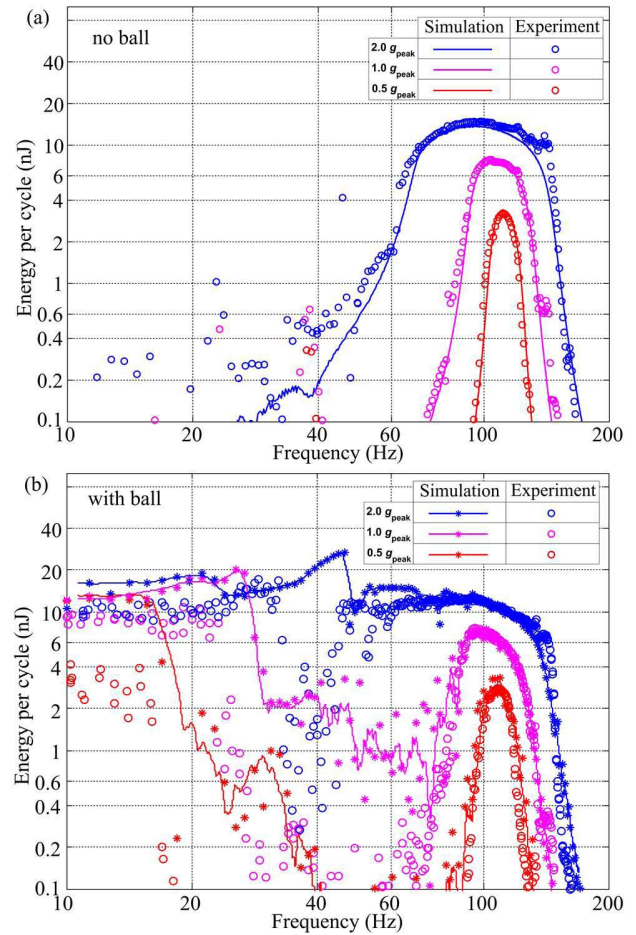 (a)
no ball
Simulation Experiment
2.0 gpeak
1.0 gpeak
0.5 gpeak
Energy per cycle (nJ)
40
20
10
6
4
2
1
0.6
0.4
0.2
0.1
10 20 40 60 100 200
Frequency (Hz)
(b)
with ball
Simulation Experiment
2.0 gpeak
1.0 gpeak
0.5 gpeak
Energy per cycle (nJ)
40
20
10
6
4
2
1
0.6
0.4
0.2
0.1
10 20 40 60 100 200
Frequency (Hz)